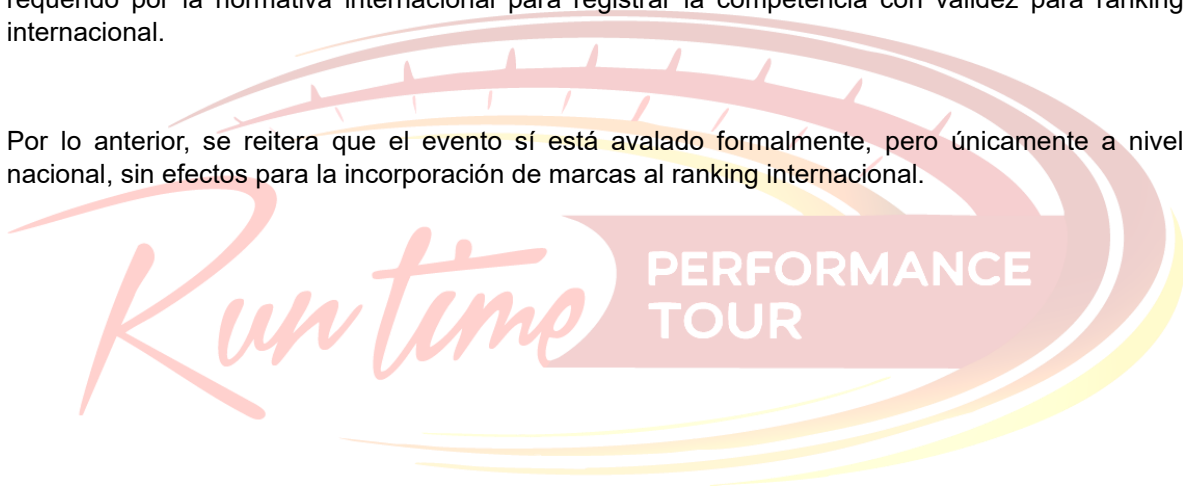 requerido por la normativa internacional para registrar la competencia con validez para ranking
internacional.
Por lo anterior, se reitera que el evento sí está avalado formalmente, pero únicamente a nivel
nacional, sin efectos para la incorporación de marcas al ranking internacional.
Run time
PERFORMANCE
TOUR